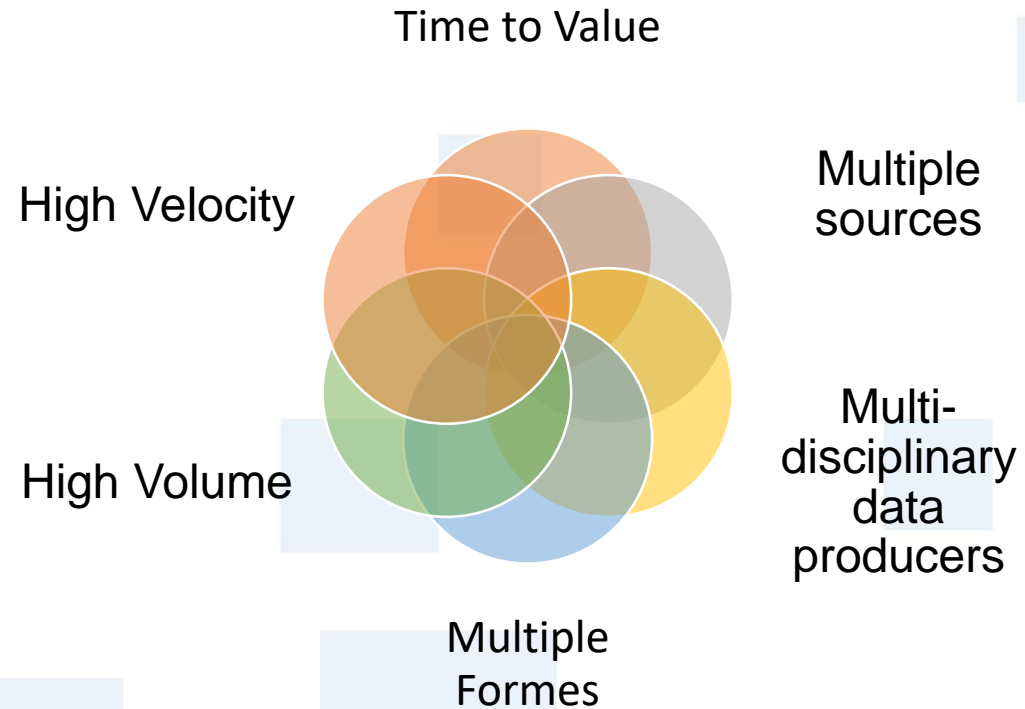 Time to Value
Multiple
sources
Multi-
disciplinary
data
producers
Multiple
Formes
High Volume
High Velocity